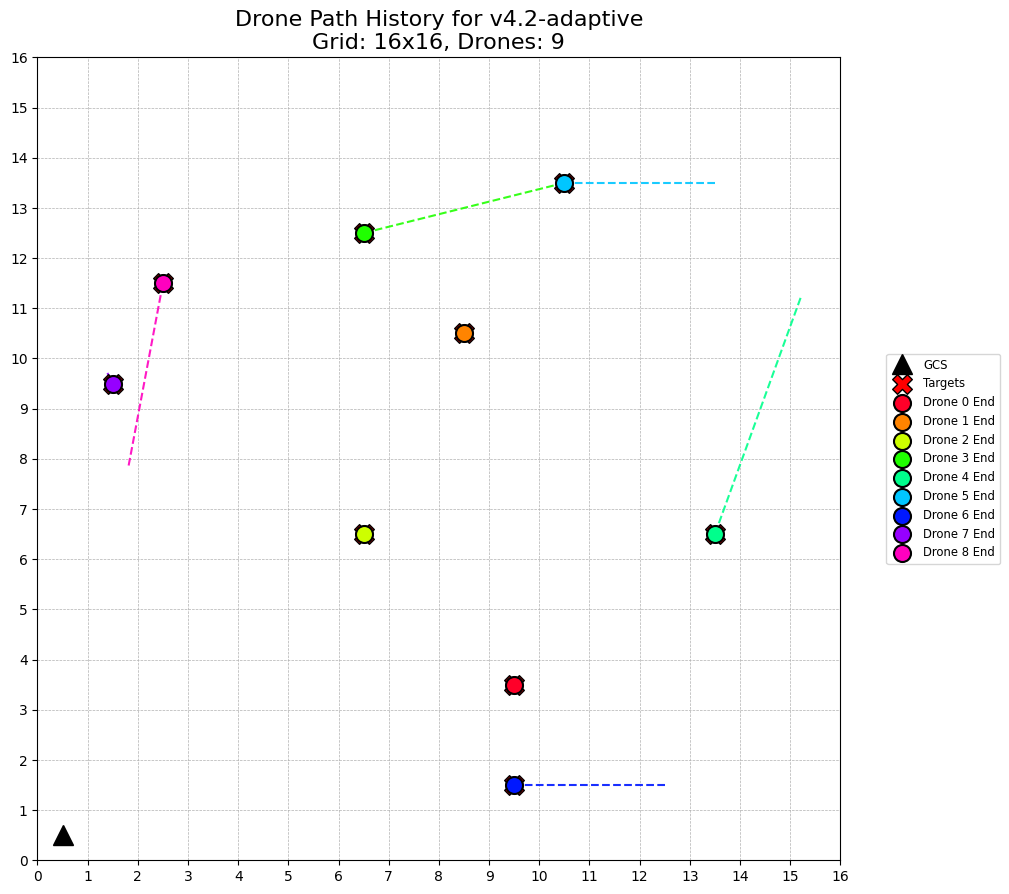 Drone Path History for v4.2-adaptive
Grid: 16x16, Drones: 9
16
15
14
13
12
11
10
9
8
7
6
5
4
3
2
1
0
0 1 2 3 4 5 6 7 8 9 10 11 12 13 14 15 16
GCS
Targets
Drone 0 End
Drone 1 End
Drone 2 End
Drone 3 End
Drone 4 End
Drone 5 End
Drone 6 End
Drone 7 End
Drone 8 End